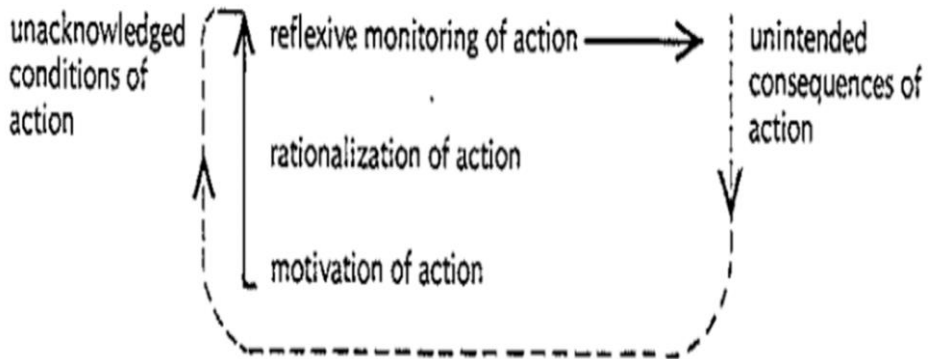 unacknowledged
conditions of
action
reflexive monitoring of action
rationalization of action
motivation of action
unintended
consequences of
action